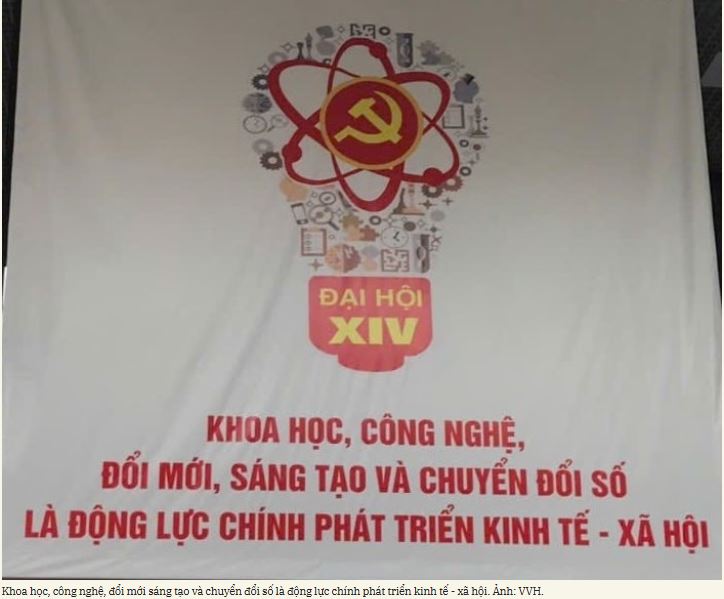 ĐẠI HỘI
XIV
KHOA HỌC, CÔNG NGHỆ,
ĐỔI MỚI, SÁNG TẠO VÀ CHUYỂN ĐỔI SỐ
LÀ ĐỘNG LỰC CHÍNH PHÁT TRIỂN KINH TẾ - XÃ HỘI
Khoa học, công nghệ, đổi mới sáng tạo và chuyển đổi số là động lực chính phát triển kinh tế - xã hội. Ảnh: VVH.